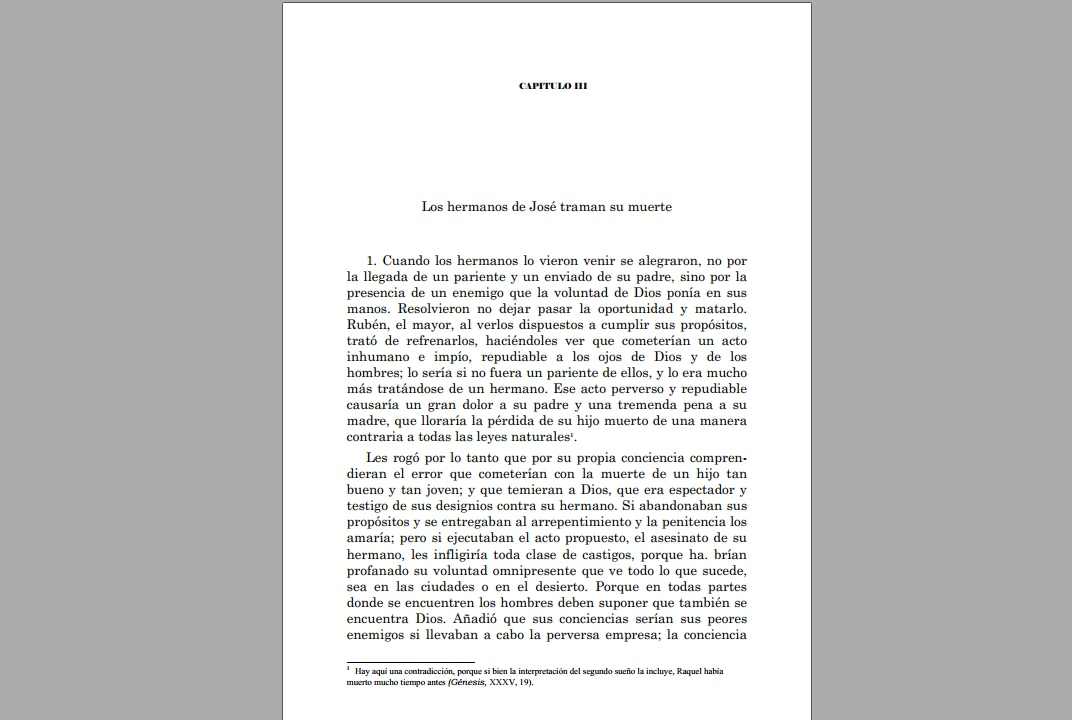 CAPITULO III
Los hermanos de José traman su muerte
1. Cuando los hermanos lo vieron venir se alegraron, no por
la llegada de un pariente y un enviado de su padre, sino por la
presencia de un enemigo que la voluntad de Dios ponía en sus
manos. Resolvieron no dejar pasar la oportunidad y matarlo.
Rubén, el mayor, al verlos dispuestos a cumplir sus propósitos,
trató de refrenarlos, haciéndoles ver que cometerían un acto
inhumano e impío, repudiable a los ojos de Dios y de los
hombres; lo sería si no fuera un pariente de ellos, y lo era mucho
más tratándose de un hermano. Ese acto perverso y repudiable
causaría un gran dolor a su padre y una tremenda pena a su
madre, que lloraría la pérdida de su hijo muerto de una manera
contraria a todas las leyes naturales¹.
Les rogó por lo tanto que por su propia conciencia compren-
dieran el error que cometerían con la muerte de un hijo tan
bueno y tan joven; y que temieran a Dios, que era espectador y
testigo de sus designios contra su hermano. Si abandonaban sus
propósitos y se entregaban al arrepentimiento y la penitencia los
amaría; pero si ejecutaban el acto propuesto, el asesinato de su
hermano, les infligiría toda clase de castigos, porque ha. brían
profanado su voluntad omnipresente que ve todo lo que sucede,
sea en las ciudades o en el desierto. Porque en todas partes
donde se encuentren los hombres deben suponer que también se
encuentra Dios. Añadió que sus conciencias serían sus peores
enemigos si llevaban a cabo la perversa empresa; la conciencia
¹ Hay aquí una contradicción, porque si bien la interpretación del segundo sueño la incluye, Raquel había
muerto mucho tiempo antes (Génesis, XXXV, 19).